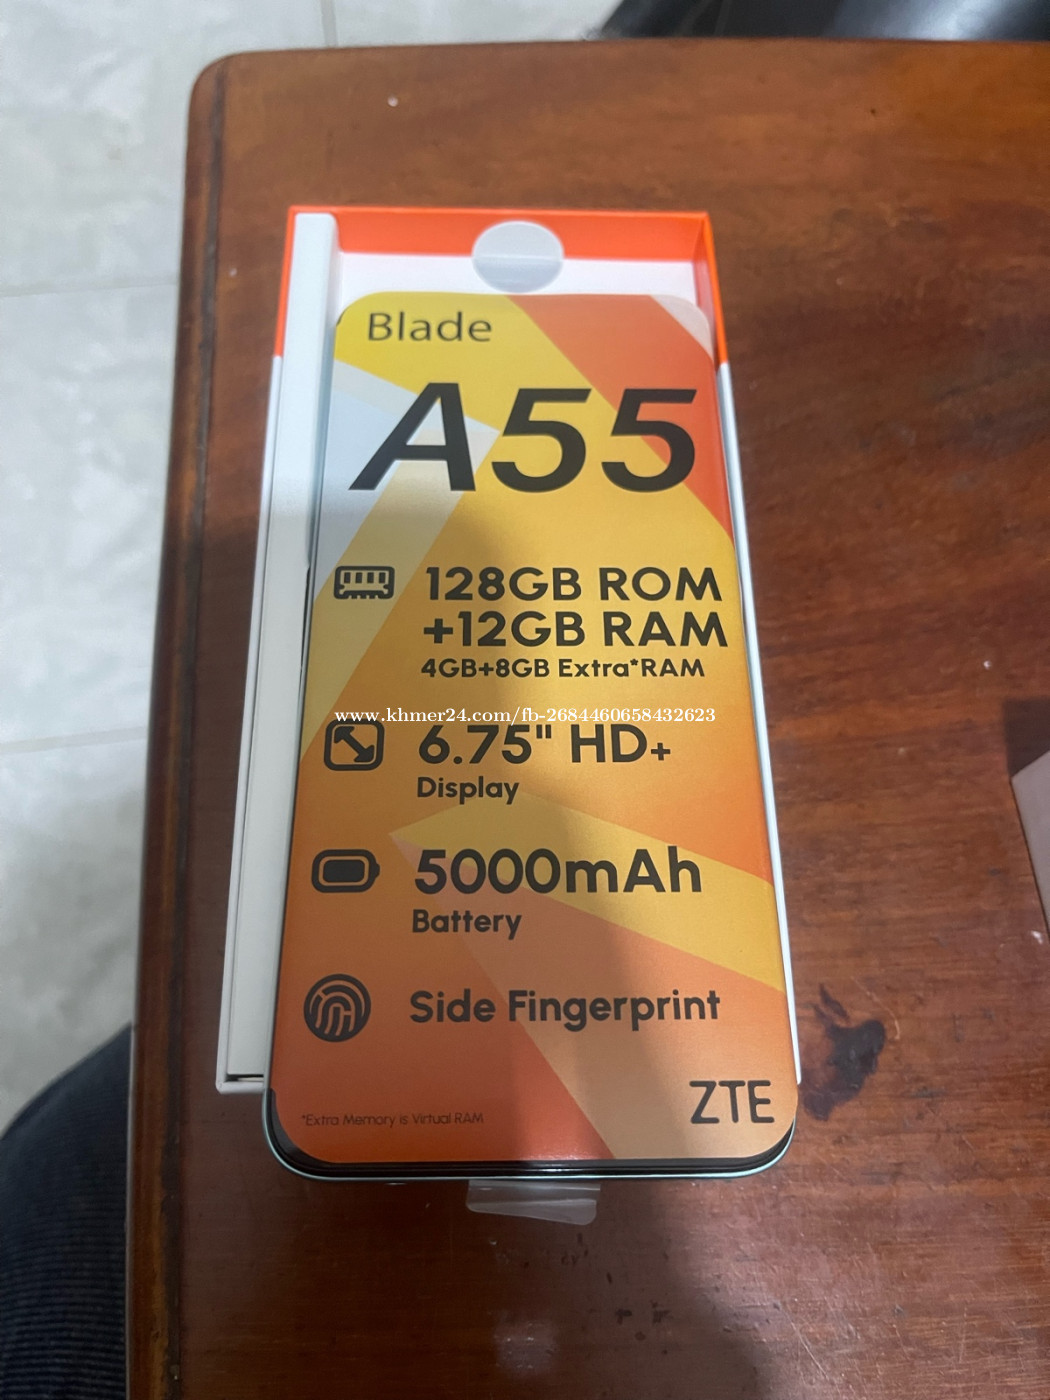 Blade
A55
128GB ROM
+12GB RAM
4GB+8GB Extra*RAM
www.khmer24.com/fb-2684460658432623
6.75" HD+
Display
5000mAh
Battery
Side Fingerprint
ZTE
*Extra Memory is Virtual RAM